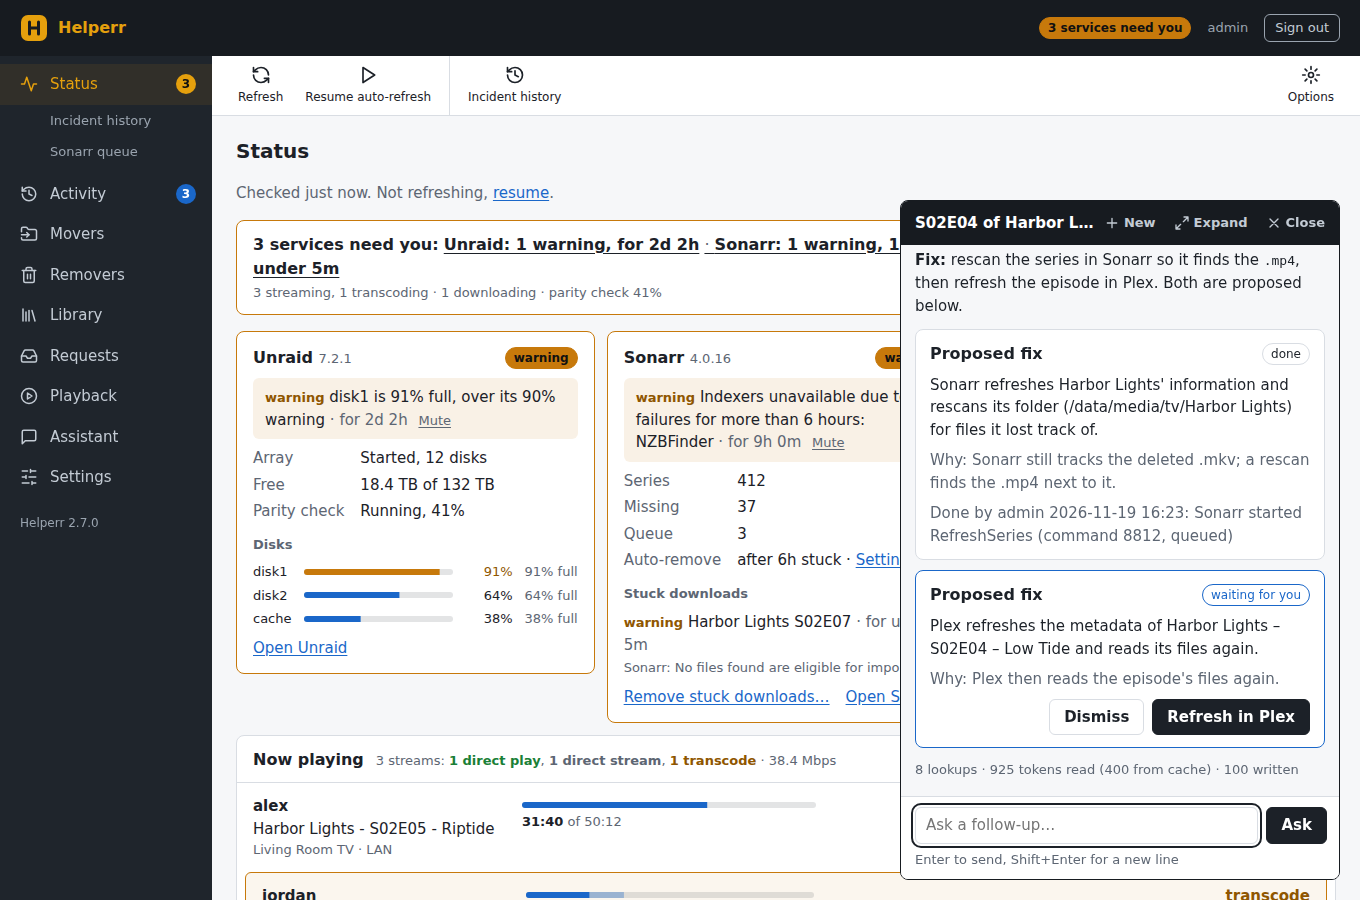 Helperr
3 services need you
admin
Sign out
Status 3
Incident history
Sonarr queue
Activity 3
Movers
Removers
Library
Requests
Playback
Assistant
Settings
Helperr 2.7.0
Refresh
Resume auto-refresh
Incident history
Options
Status
Checked just now. Not refreshing, resume.
3 services need you: Unraid: 1 warning, for 2d 2h · Sonarr: 1 warning, 1
under 5m
3 streaming, 1 transcoding · 1 downloading · parity check 41%
Unraid 7.2.1 warning
warning disk1 is 91% full, over its 90%
warning · for 2d 2h Mute
Array Started, 12 disks
Free 18.4 TB of 132 TB
Parity check Running, 41%
Disks
disk1 91% 91% full
disk2 64% 64% full
cache 38% 38% full
Open Unraid
Sonarr 4.0.16
warning Indexers unavailable due
failures for more than 6 hours:
NZBFinder · for 9h 0m Mute
Series 412
Missing 37
Queue 3
Auto-remove after 6h stuck ·
Stuck downloads
warning Harbor Lights S02E07 · for
5m
Sonarr: No files found are eligible for
Remove stuck downloads… Open
Now playing 3 streams: 1 direct play, 1 direct stream, 1 transcode · 38.4 Mbps
alex
Harbor Lights - S02E05 - Riptide
Living Room TV · LAN
31:40 of 50:12
jordan
transcode
S02E04 of Harbor L… New Expand Close
Fix: rescan the series in Sonarr so it finds the .mp4,
then refresh the episode in Plex. Both are proposed
below.
Proposed fix done
Sonarr refreshes Harbor Lights' information and
rescans its folder (/data/media/tv/Harbor Lights)
for files it lost track of.
Why: Sonarr still tracks the deleted .mkv; a rescan
finds the .mp4 next to it.
Done by admin 2026-11-19 16:23: Sonarr started
RefreshSeries (command 8812, queued)
Proposed fix waiting for you
Plex refreshes the metadata of Harbor Lights –
S02E04 – Low Tide and reads its files again.
Why: Plex then reads the episode's files again.
Dismiss
Refresh in Plex
8 lookups · 925 tokens read (400 from cache) · 100 written
Ask a follow-up…
Ask
Enter to send, Shift+Enter for a new line